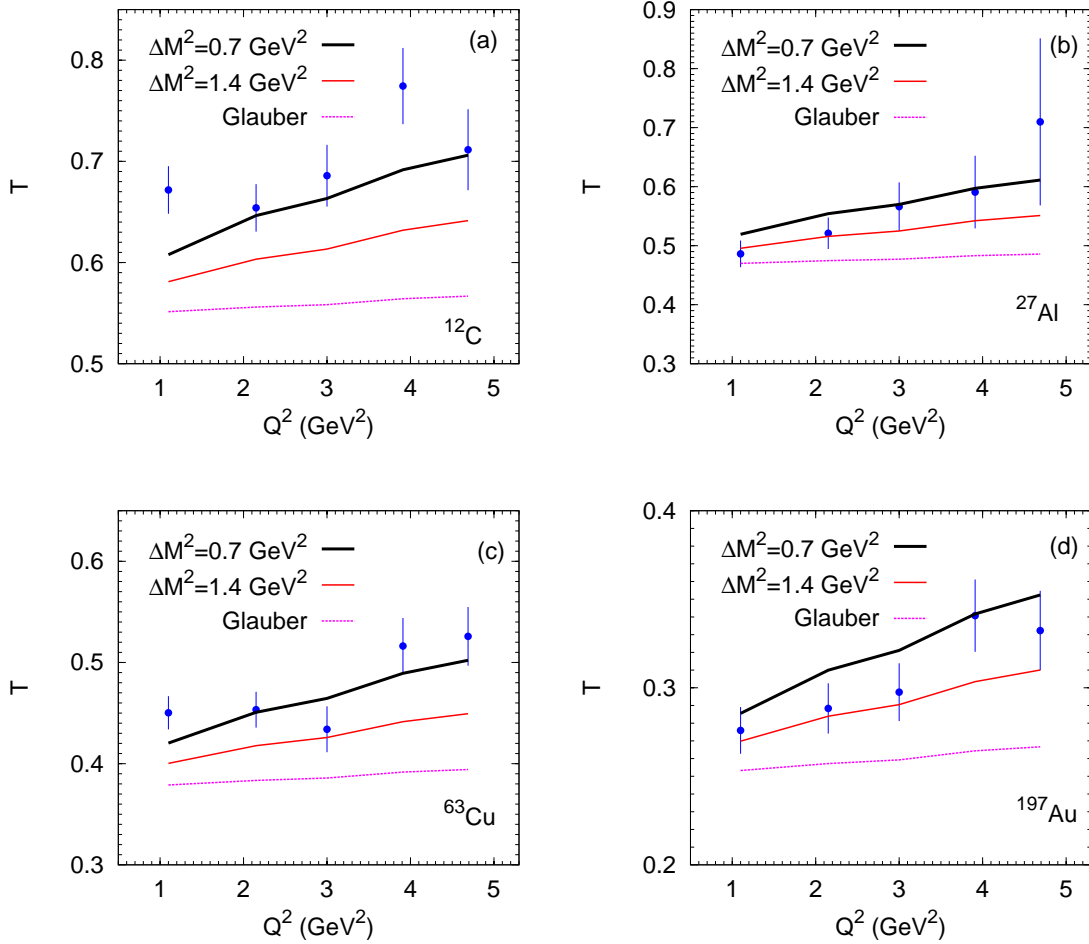 (a)
ΔM²=0.7 GeV²
ΔM²=1.4 GeV²
Glauber
T
0.8
0.7
0.6
0.5
¹²C
1 2 3 4 5
Q² (GeV²)
(b)
ΔM²=0.7 GeV²
ΔM²=1.4 GeV²
Glauber
T
0.9
0.8
0.7
0.6
0.5
0.4
0.3
²⁷Al
1 2 3 4 5
Q² (GeV²)
(c)
ΔM²=0.7 GeV²
ΔM²=1.4 GeV²
Glauber
T
0.6
0.5
0.4
0.3
⁶³Cu
1 2 3 4 5
Q² (GeV²)
(d)
ΔM²=0.7 GeV²
ΔM²=1.4 GeV²
Glauber
T
0.4
0.3
0.2
¹⁹⁷Au
1 2 3 4 5
Q² (GeV²)